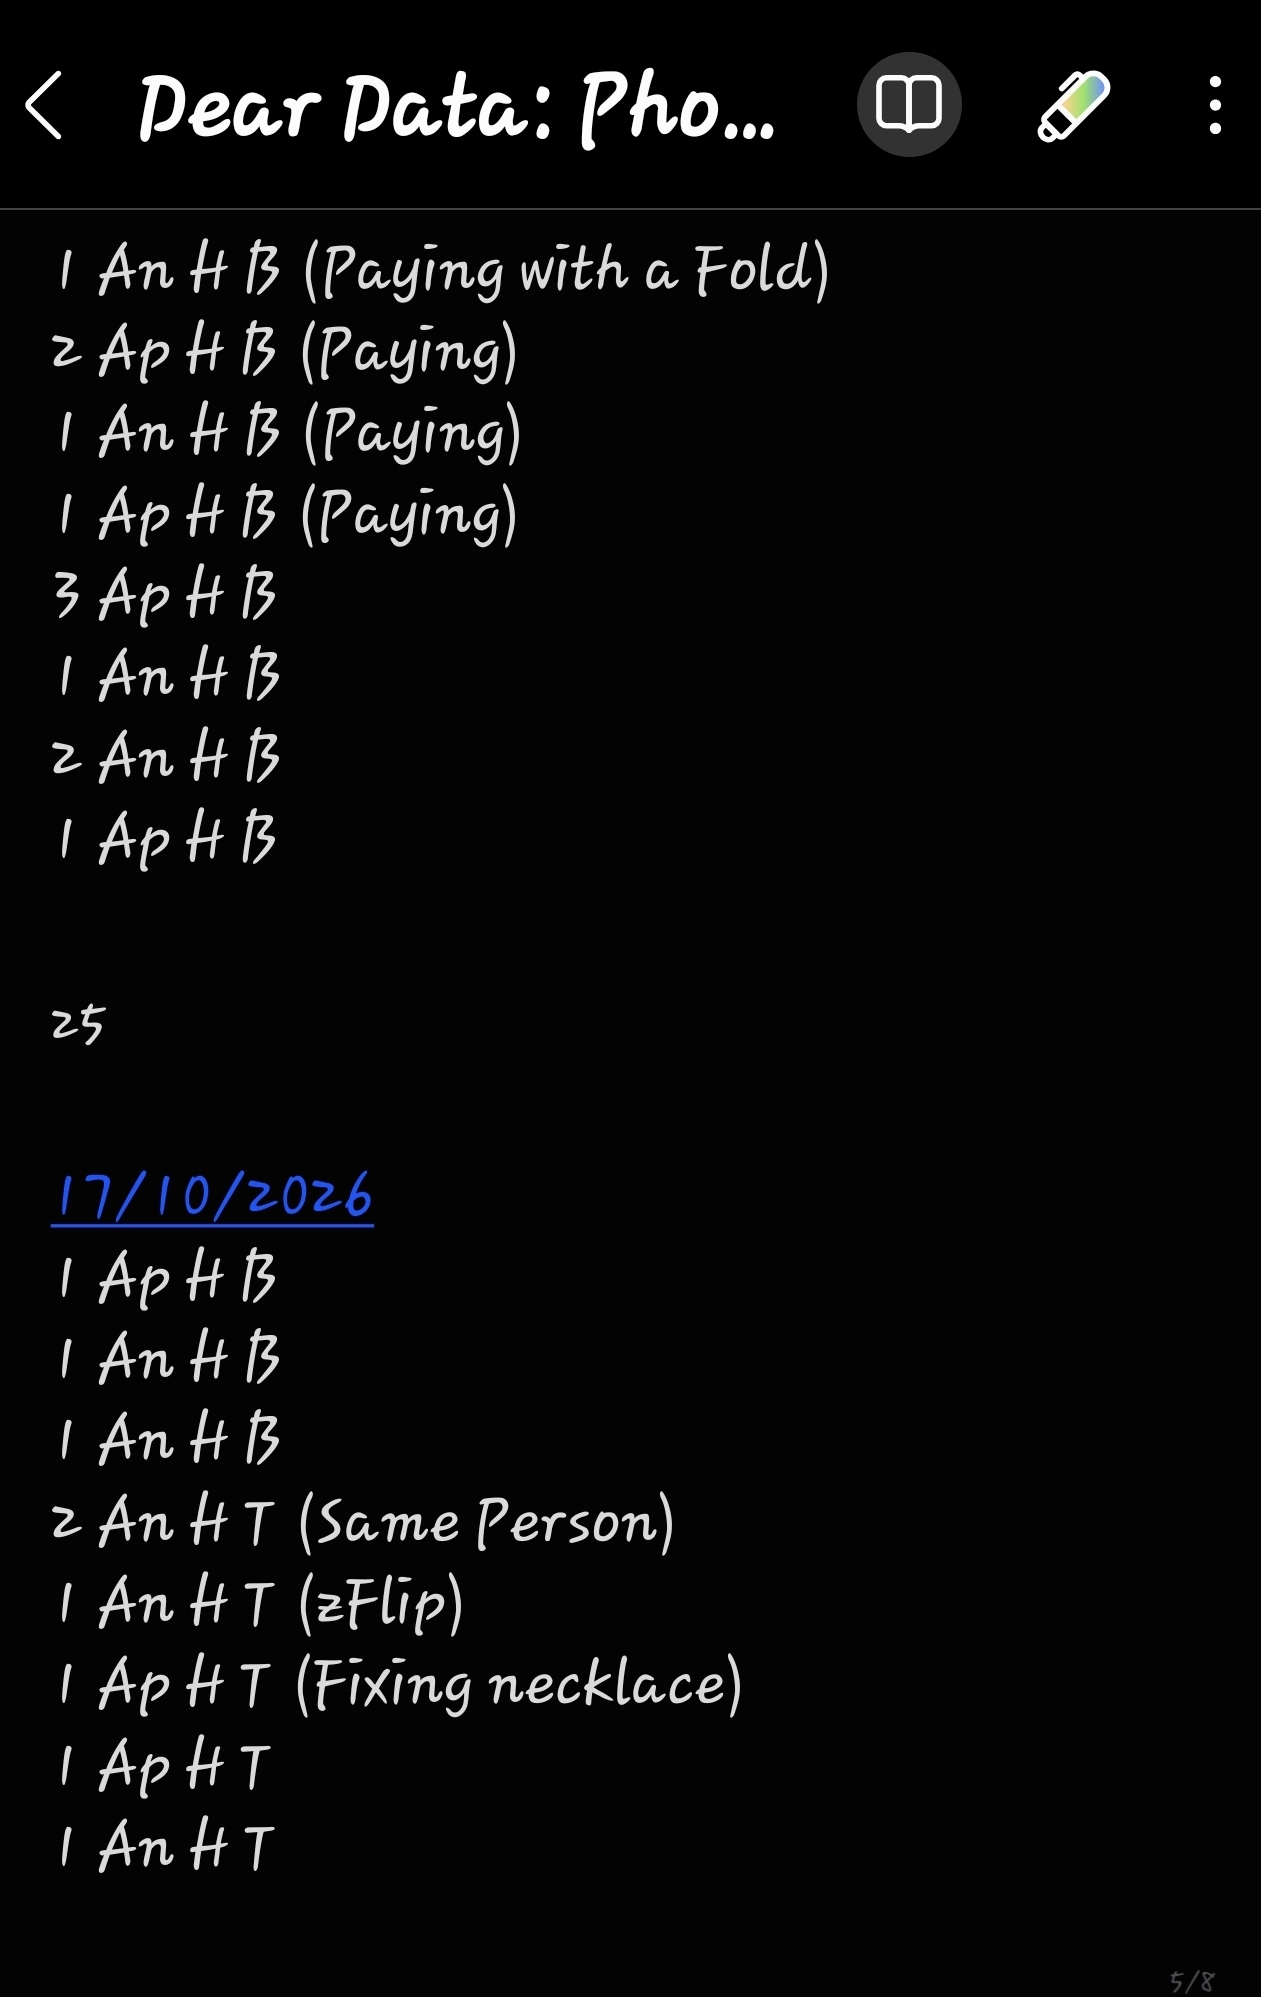 Dear Data: Pho...
1 An H B (Paying with a Fold)
2 Ap H B (Paying)
1 An H B (Paying)
1 Ap H B (Paying)
3 Ap H B
1 An H B
2 An H B
1 Ap H B
25
17/10/2026
1 Ap H B
1 An H B
1 An H B
2 An H T (Same Person)
1 An H T (zFlip)
1 Ap H T (Fixing necklace)
1 Ap H T
1 An H T
5/8